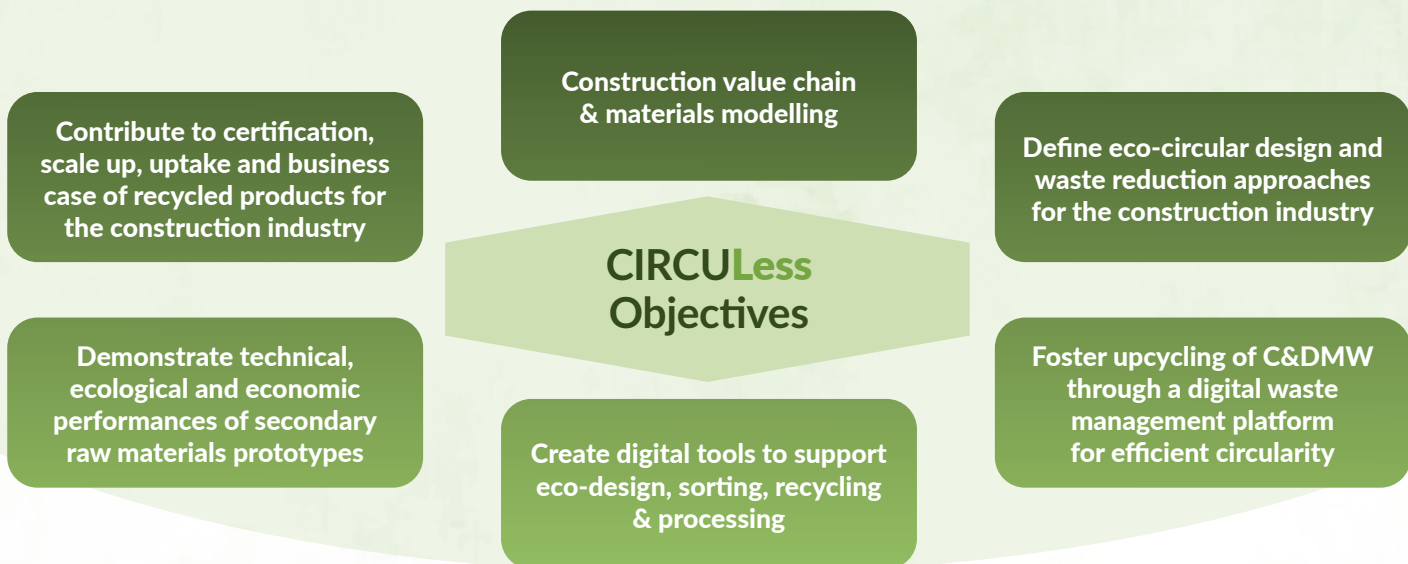 Construction value chain
& materials modelling
Contribute to certification,
scale up, uptake and business
case of recycled products for
the construction industry
Define eco-circular design and
waste reduction approaches
for the construction industry
CIRCULess
Objectives
Demonstrate technical,
ecological and economic
performances of secondary
raw materials prototypes
Foster upcycling of C&DMW
through a digital waste
management platform
for efficient circularity
Create digital tools to support
eco-design, sorting, recycling
& processing